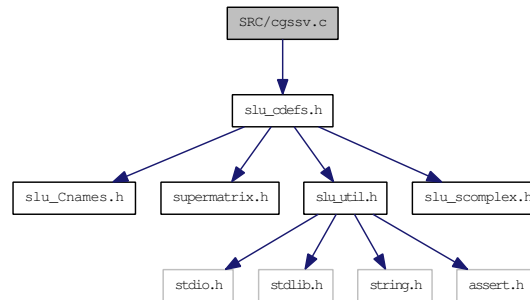 SRC/cgssv.c
slu_cdefs.h
slu_Cnames.h
supermatrix.h
slu_util.h
slu_scomplex.h
stdio.h
stdlib.h
string.h
assert.h